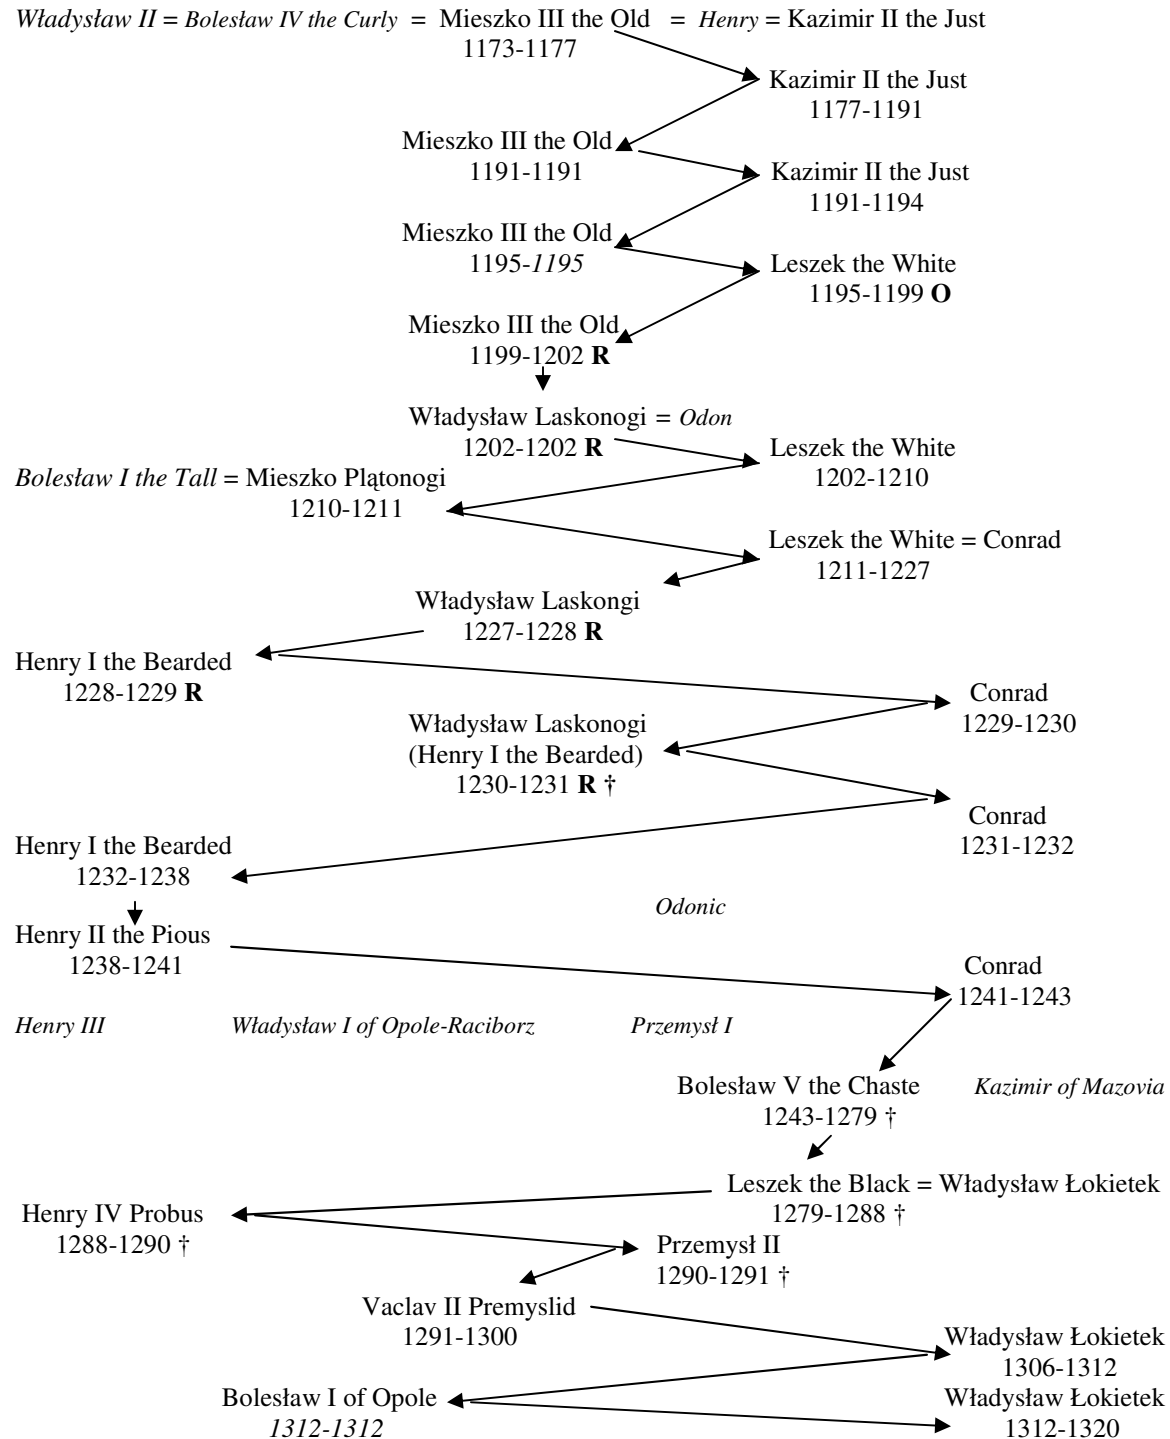 Władysław II = Bolesław IV the Curly = Mieszko III the Old = Henry = Kazimir II the Just
1173-1177
Kazimir II the Just
1177-1191
Mieszko III the Old
1191-1191
Kazimir II the Just
1191-1194
Mieszko III the Old
1195-1195
Leszek the White
1195-1199 O
Mieszko III the Old
1199-1202 R
Władysław Laskonogi = Odon
1202-1202 R
Leszek the White
1202-1210
Bolesław I the Tall = Mieszko Plątonogi
1210-1211
Leszek the White = Conrad
1211-1227
Władysław Laskongi
1227-1228 R
Henry I the Bearded
1228-1229 R
Conrad
1229-1230
Władysław Laskonogi
(Henry I the Bearded)
1230-1231 R †
Conrad
1231-1232
Henry I the Bearded
1232-1238
Odonic
Henry II the Pious
1238-1241
Conrad
1241-1243
Henry III Władysław I of Opole-Raciborz Przemysł I
Bolesław V the Chaste Kazimir of Mazovia
1243-1279 †
Leszek the Black = Władysław Łokietek
1279-1288 †
Henry IV Probus
1288-1290 †
Przemysł II
1290-1291 †
Vaclav II Premyslid
1291-1300
Władysław Łokietek
1306-1312
Bolesław I of Opole
1312-1312
Władysław Łokietek
1312-1320